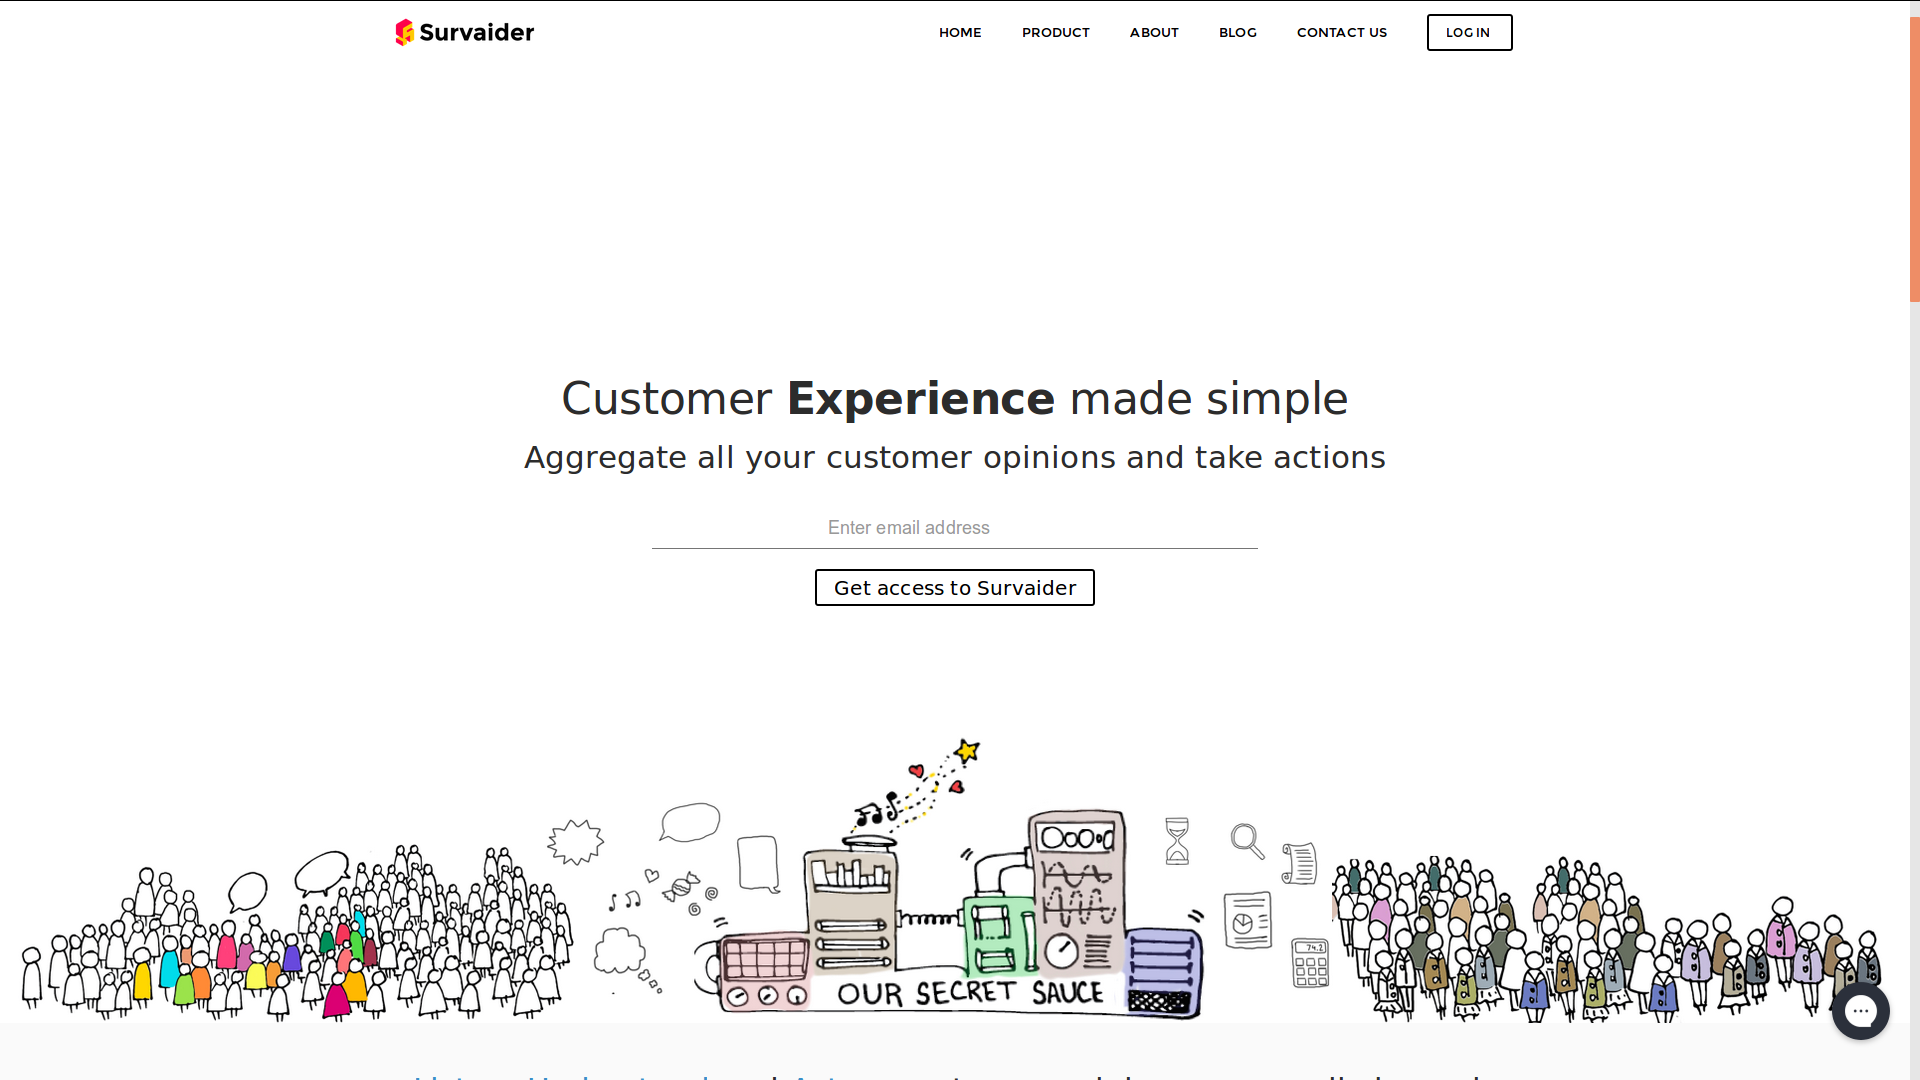 Survaider
HOME PRODUCT ABOUT BLOG CONTACT US LOG IN
Customer Experience made simple
Aggregate all your customer opinions and take actions
Enter email address
Get access to Survaider
74.2
OUR SECRET SAUCE